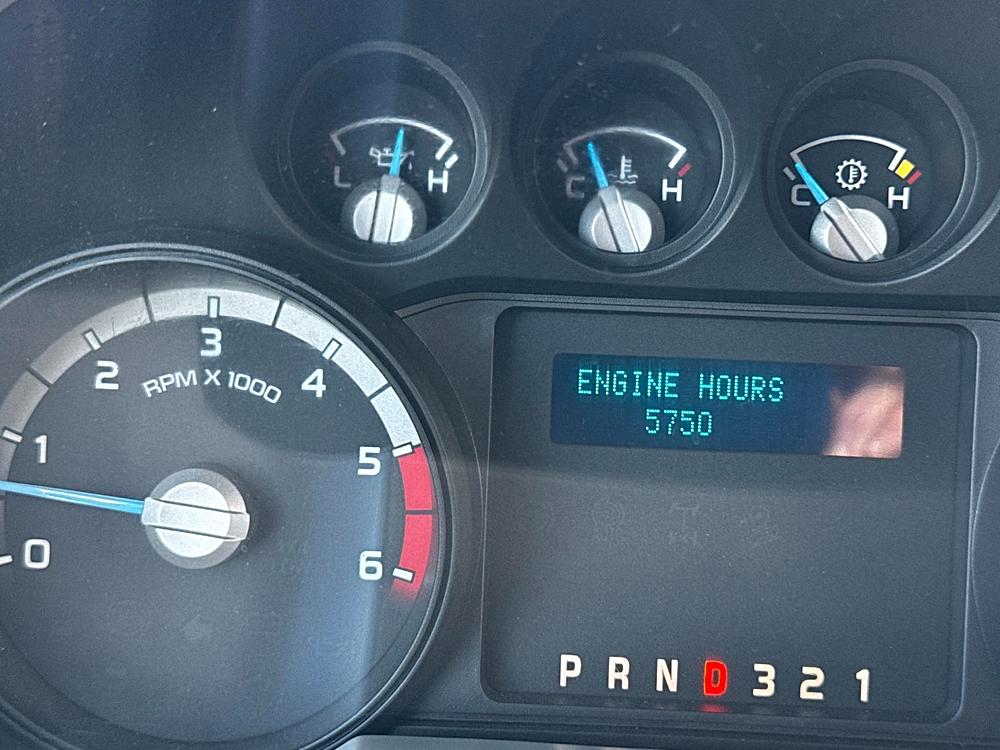 L H
C H
C H
0 1 2 3 4 5 6
RPM X 1000
ENGINE HOURS
5750
P R N D 3 2 1